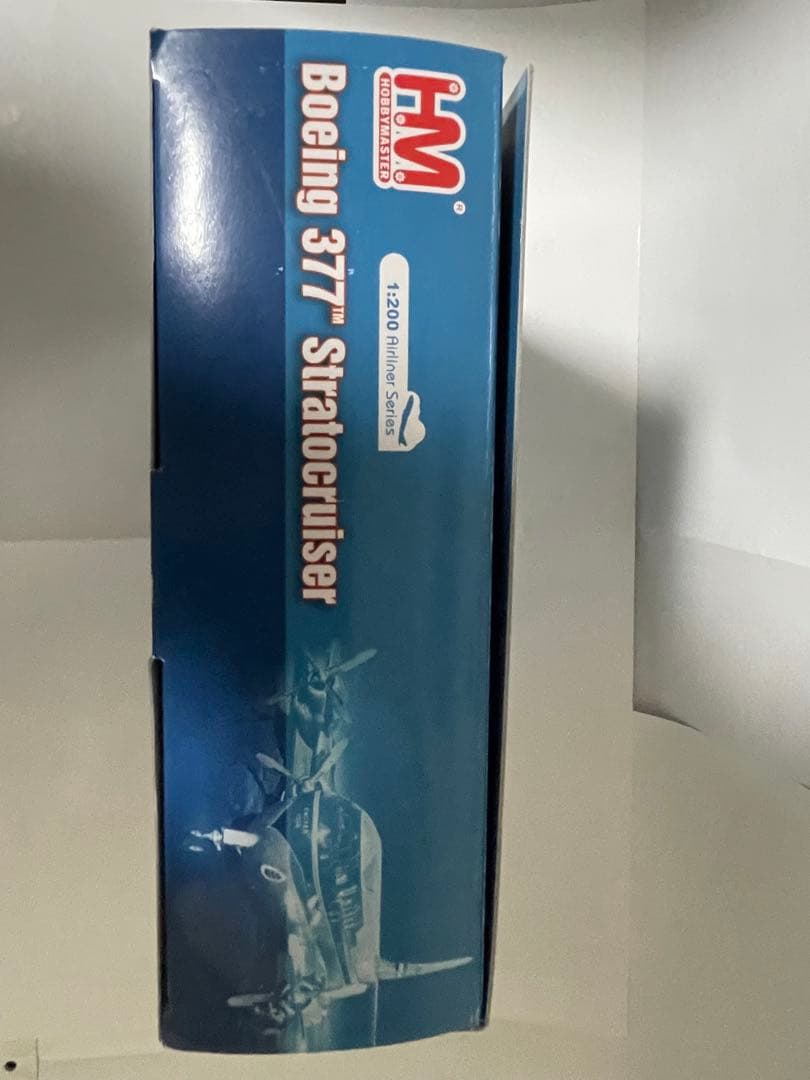 HM
HOBBYMASTER
®
1:200 Airliner Series
Boeing 377™ Stratocruiser